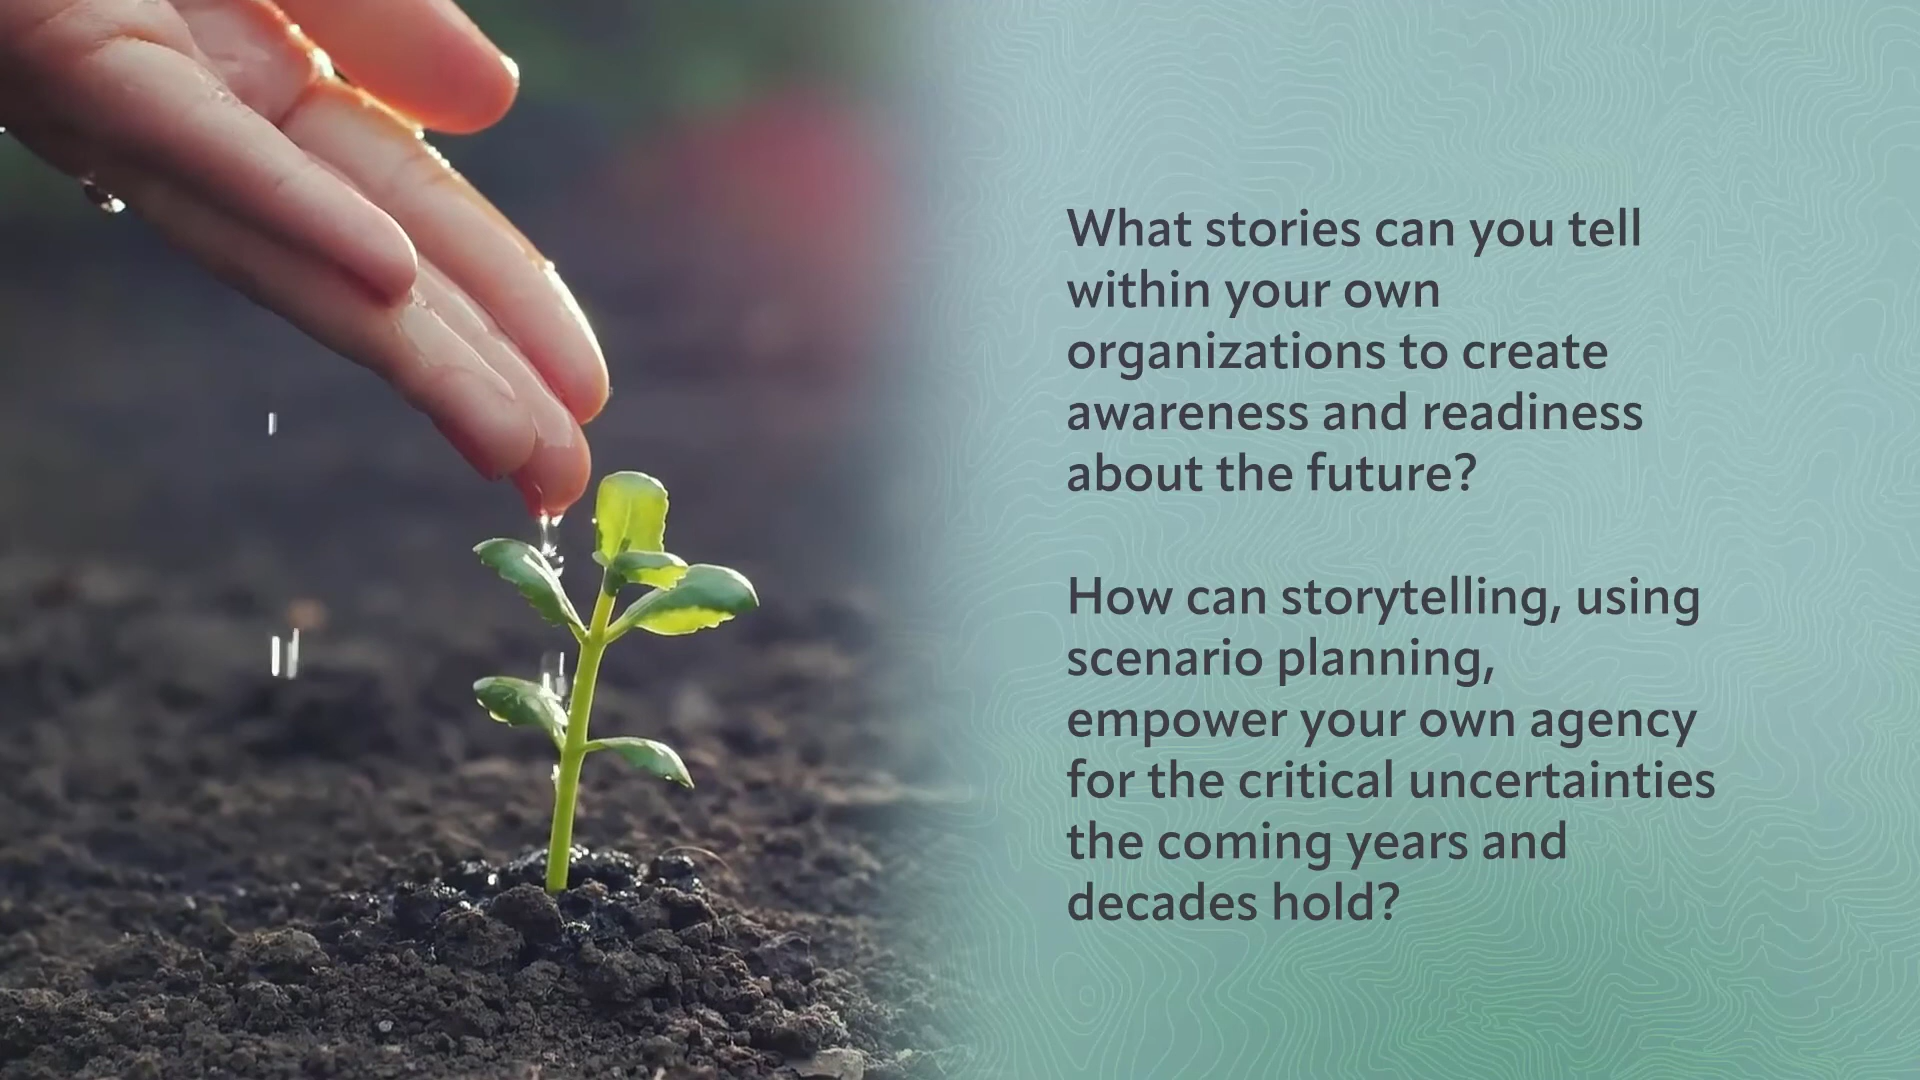 What stories can you tell
within your own
organizations to create
awareness and readiness
about the future?
How can storytelling, using
scenario planning,
empower your own agency
for the critical uncertainties
the coming years and
decades hold?